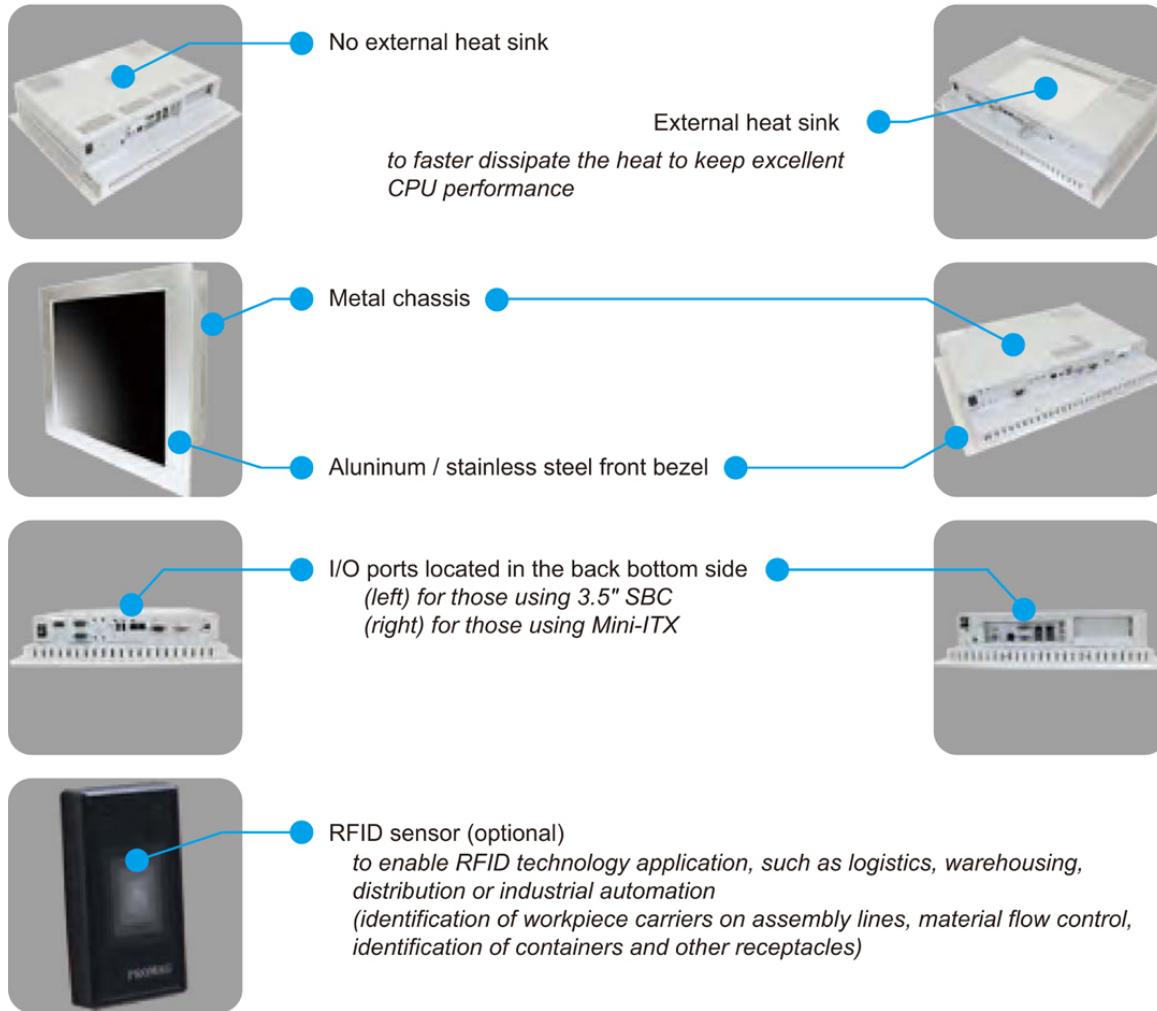 No external heat sink
External heat sink
to faster dissipate the heat to keep excellent
CPU performance
Metal chassis
Aluninum / stainless steel front bezel
I/O ports located in the back bottom side
(left) for those using 3.5" SBC
(right) for those using Mini-ITX
RFID sensor (optional)
to enable RFID technology application, such as logistics, warehousing,
distribution or industrial automation
(identification of workpiece carriers on assembly lines, material flow control,
identification of containers and other receptacles)
PROMAG